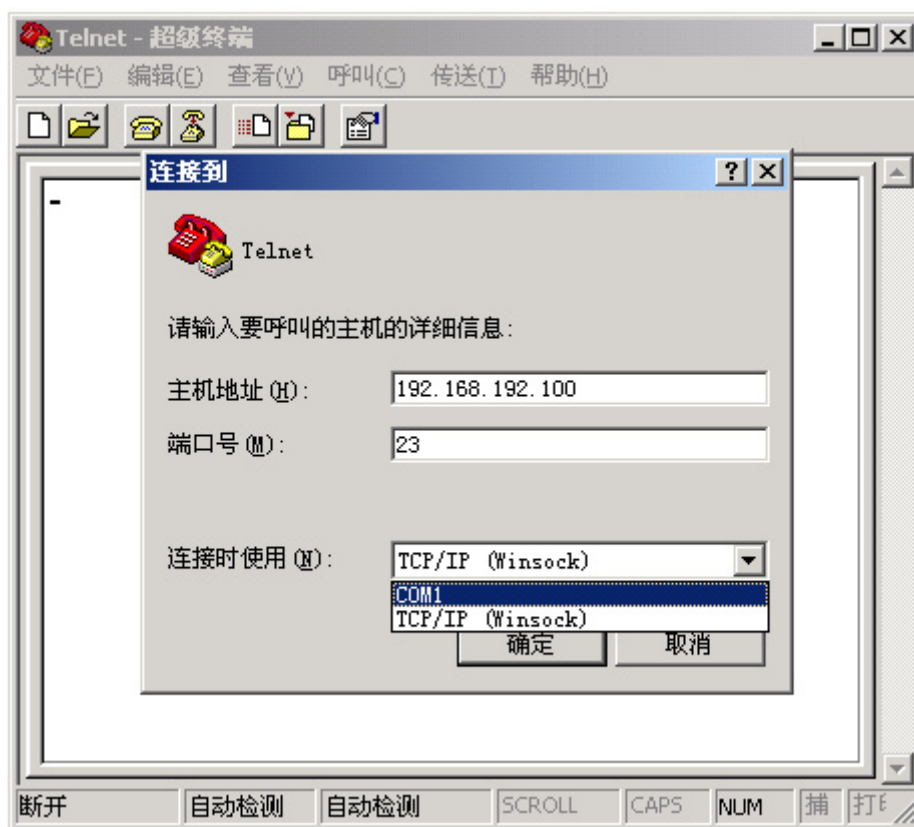 Telnet - 超级终端
文件(F) 编辑(E) 查看(V) 呼叫(C) 传送(T) 帮助(H)
连接到
Telnet
请输入要呼叫的主机的详细信息:
主机地址(H): 192.168.192.100
端口号(M): 23
连接时使用(N): TCP/IP (Winsock)
COM1
TCP/IP (Winsock)
确定 取消
断开 自动检测 自动检测 SCROLL CAPS NUM 捕 打